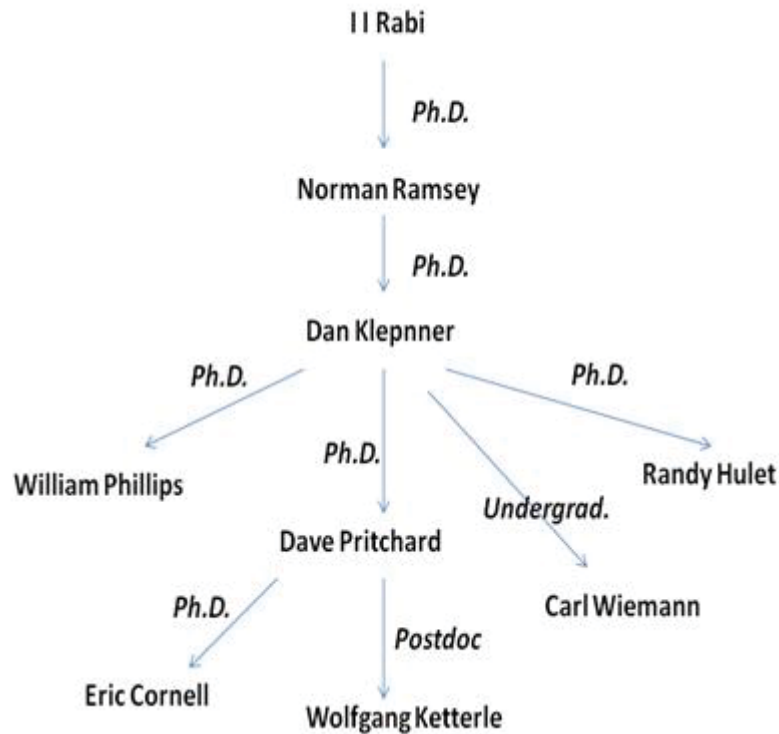 I I Rabi
Ph.D.
Norman Ramsey
Ph.D.
Dan Klepnner
Ph.D.
Ph.D.
Ph.D.
William Phillips
Randy Hulet
Undergrad.
Dave Pritchard
Carl Wiemann
Ph.D.
Postdoc
Eric Cornell
Wolfgang Ketterle